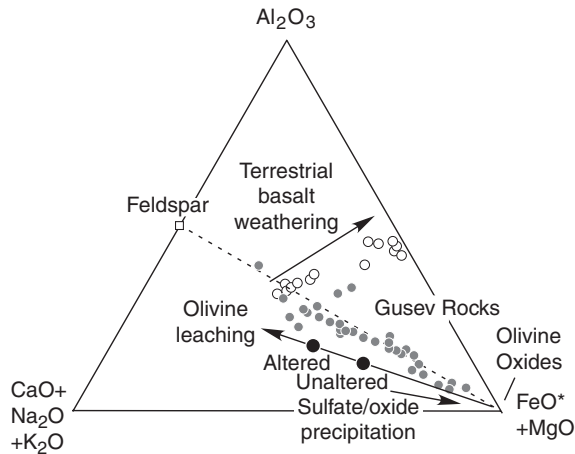 Al₂O₃
Terrestrial
basalt
weathering
Feldspar
Gusev Rocks
Olivine
leaching
Olivine
Oxides
Altered
Unaltered
Sulfate/oxide
precipitation
CaO+
Na₂O
+K₂O
FeO*
+MgO